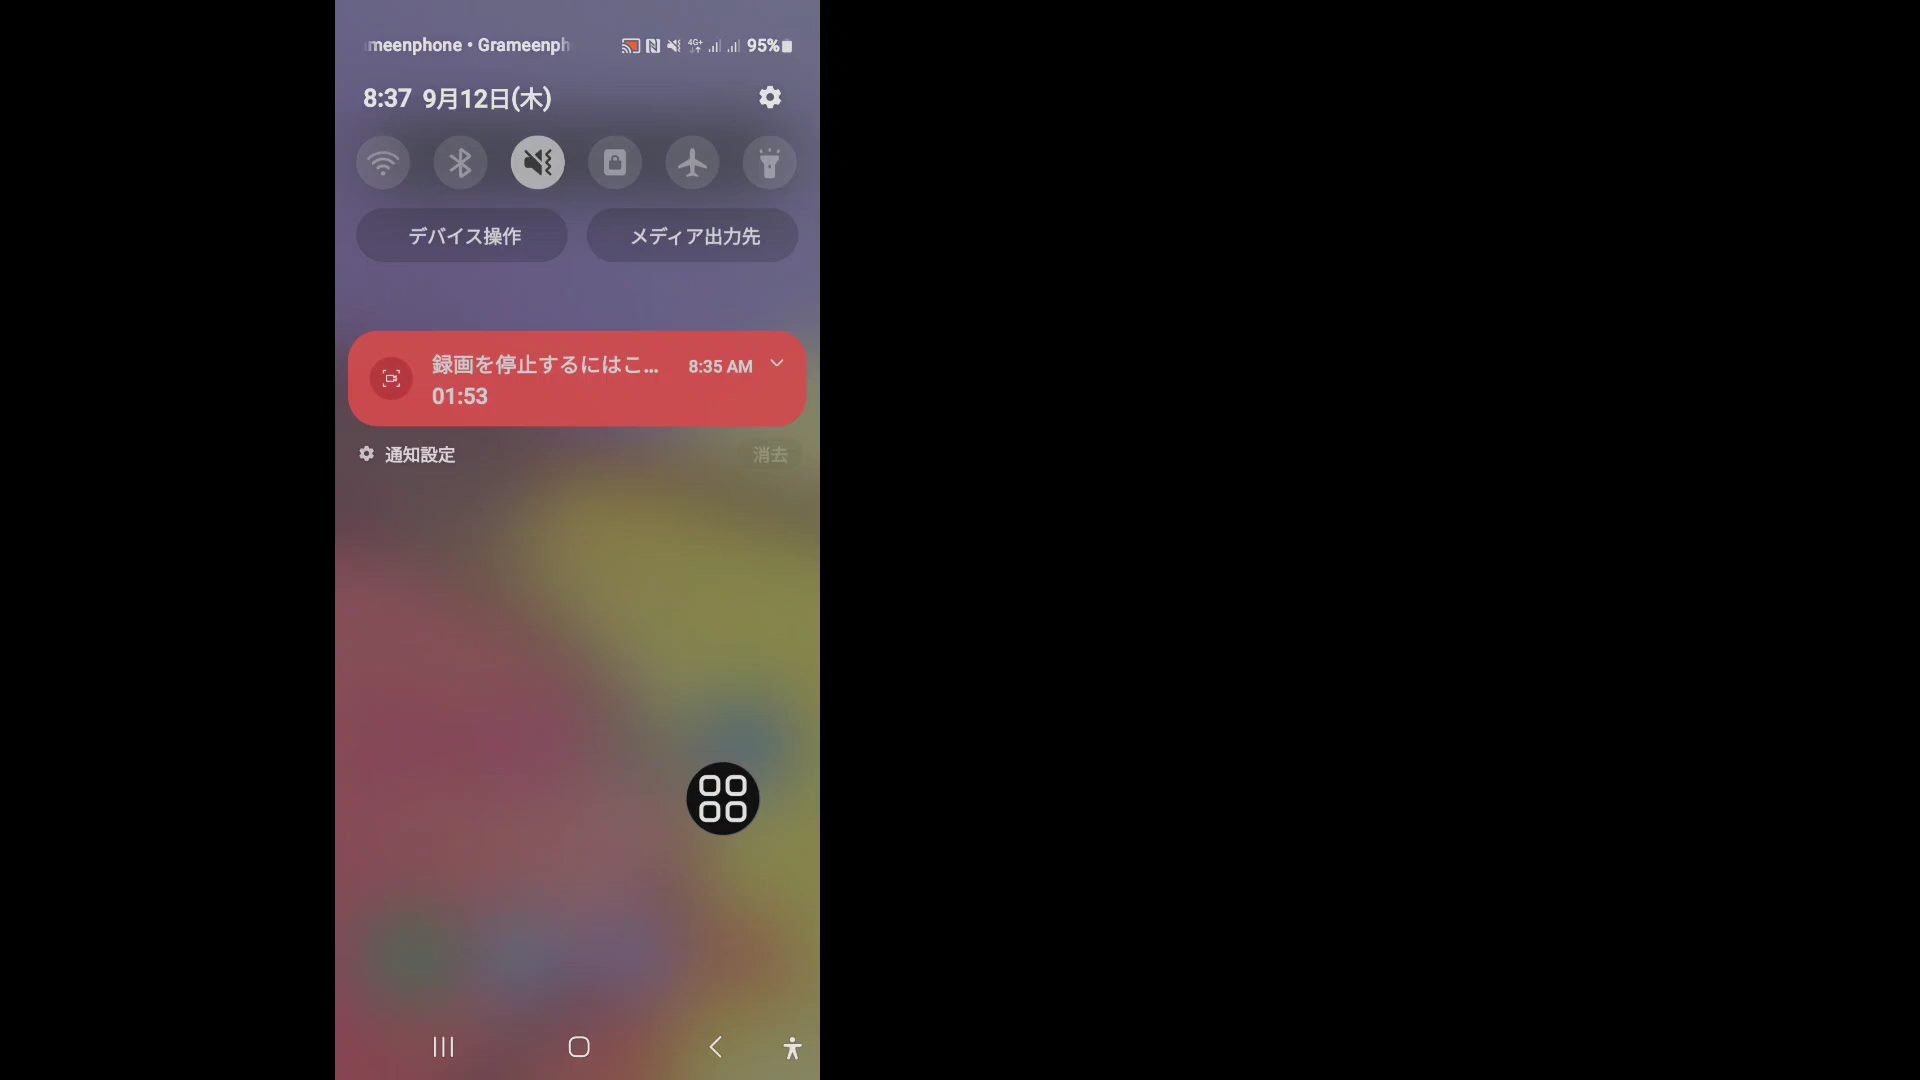 meenphone • Grameenph
4G+
95%
8:37 9月12日(木)
デバイス操作
メディア出力先
録画を停止するにはこ... 8:35 AM
01:53
通知設定
消去